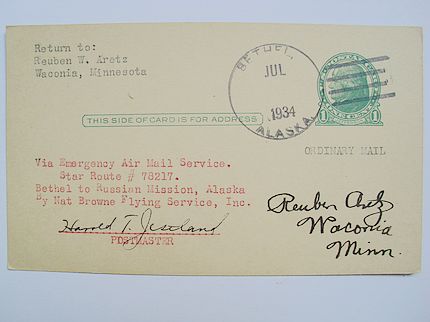 Return to:
Reuben W. Aretz
Waconia, Minnesota
BETHEL
JUL
1934
ALASKA.
THIS SIDE OF CARD IS FOR ADDRESS
1 1
ORDINARY MAIL
Via Emergency Air Mail Service.
Star Route # 78217.
Bethel to Russian Mission, Alaska
By Nat Browne Flying Service, Inc.
Harold T.
POSTMASTER
Reuben Aretz
Waconia
Minn.